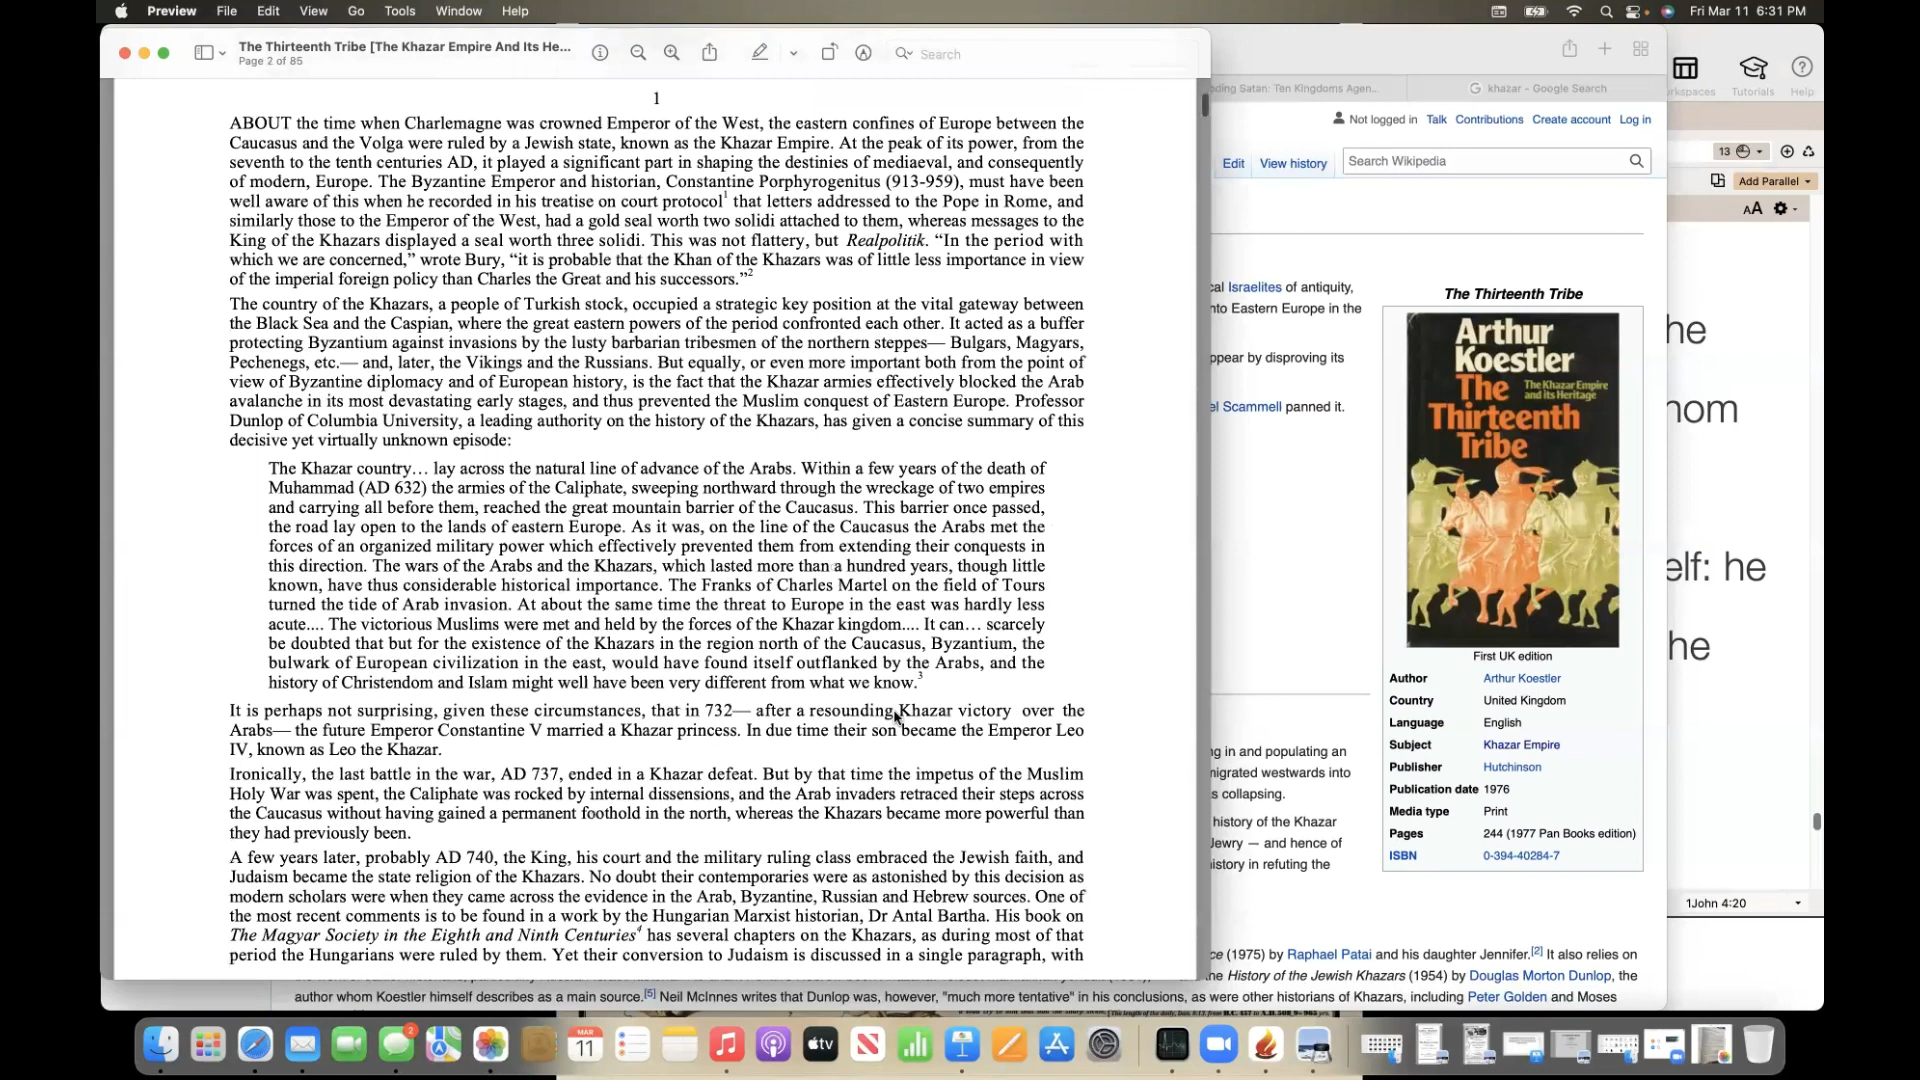 Preview File Edit View Go Tools Window Help
Fri Mar 11 6:31 PM
The Thirteenth Tribe [The Khazar Empire And Its He...
Page 2 of 85
Search
1
ABOUT the time when Charlemagne was crowned Emperor of the West, the eastern confines of Europe between the
Caucasus and the Volga were ruled by a Jewish state, known as the Khazar Empire. At the peak of its power, from the
seventh to the tenth centuries AD, it played a significant part in shaping the destinies of mediaeval, and consequently
of modern, Europe. The Byzantine Emperor and historian, Constantine Porphyrogenitus (913-959), must have been
well aware of this when he recorded in his treatise on court protocol1 that letters addressed to the Pope in Rome, and
similarly those to the Emperor of the West, had a gold seal worth two solidi attached to them, whereas messages to the
King of the Khazars displayed a seal worth three solidi. This was not flattery, but Realpolitik. “In the period with
which we are concerned,” wrote Bury, “it is probable that the Khan of the Khazars was of little less importance in view
of the imperial foreign policy than Charles the Great and his successors.”2
The country of the Khazars, a people of Turkish stock, occupied a strategic key position at the vital gateway between
the Black Sea and the Caspian, where the great eastern powers of the period confronted each other. It acted as a buffer
protecting Byzantium against invasions by the lusty barbarian tribesmen of the northern steppes— Bulgars, Magyars,
Pechenegs, etc.— and, later, the Vikings and the Russians. But equally, or even more important both from the point of
view of Byzantine diplomacy and of European history, is the fact that the Khazar armies effectively blocked the Arab
avalanche in its most devastating early stages, and thus prevented the Muslim conquest of Eastern Europe. Professor
Dunlop of Columbia University, a leading authority on the history of the Khazars, has given a concise summary of this
decisive yet virtually unknown episode:
The Khazar country… lay across the natural line of advance of the Arabs. Within a few years of the death of
Muhammad (AD 632) the armies of the Caliphate, sweeping northward through the wreckage of two empires
and carrying all before them, reached the great mountain barrier of the Caucasus. This barrier once passed,
the road lay open to the lands of eastern Europe. As it was, on the line of the Caucasus the Arabs met the
forces of an organized military power which effectively prevented them from extending their conquests in
this direction. The wars of the Arabs and the Khazars, which lasted more than a hundred years, though little
known, have thus considerable historical importance. The Franks of Charles Martel on the field of Tours
turned the tide of Arab invasion. At about the same time the threat to Europe in the east was hardly less
acute.... The victorious Muslims were met and held by the forces of the Khazar kingdom.... It can… scarcely
be doubted that but for the existence of the Khazars in the region north of the Caucasus, Byzantium, the
bulwark of European civilization in the east, would have found itself outflanked by the Arabs, and the
history of Christendom and Islam might well have been very different from what we know.3
It is perhaps not surprising, given these circumstances, that in 732— after a resounding Khazar victory over the
Arabs— the future Emperor Constantine V married a Khazar princess. In due time their son became the Emperor Leo
IV, known as Leo the Khazar.
Ironically, the last battle in the war, AD 737, ended in a Khazar defeat. But by that time the impetus of the Muslim
Holy War was spent, the Caliphate was rocked by internal dissensions, and the Arab invaders retraced their steps across
the Caucasus without having gained a permanent foothold in the north, whereas the Khazars became more powerful than
they had previously been.
A few years later, probably AD 740, the King, his court and the military ruling class embraced the Jewish faith, and
Judaism became the state religion of the Khazars. No doubt their contemporaries were as astonished by this decision as
modern scholars were when they came across the evidence in the Arab, Byzantine, Russian and Hebrew sources. One of
the most recent comments is to be found in a work by the Hungarian Marxist historian, Dr Antal Bartha. His book on
The Magyar Society in the Eighth and Ninth Centuries4 has several chapters on the Khazars, as during most of that
period the Hungarians were ruled by them. Yet their conversion to Judaism is discussed in a single paragraph, with
ding Satan: Ten Kingdoms Agen...
khazar - Google Search
Not logged in Talk Contributions Create account Log in
Edit View history Search Wikipedia
cal Israelites of antiquity,
nto Eastern Europe in the
ppear by disproving its
el Scammell panned it.
ng in and populating an
migrated westwards into
s collapsing.
history of the Khazar
Jewry — and hence of
istory in refuting the
The Thirteenth Tribe
Arthur
Koestler
The
The Khazar Empire
and its Heritage
Thirteenth
Tribe
First UK edition
Author Arthur Koestler
Country United Kingdom
Language English
Subject Khazar Empire
Publisher Hutchinson
Publication date 1976
Media type Print
Pages 244 (1977 Pan Books edition)
ISBN 0-394-40284-7
ce (1975) by Raphael Patai and his daughter Jennifer.[2] It also relies on
he History of the Jewish Khazars (1954) by Douglas Morton Dunlop, the
author whom Koestler himself describes as a main source.[5] Neil McInnes writes that Dunlop was, however, "much more tentative" in his conclusions, as were other historians of Khazars, including Peter Golden and Moses
rkspaces Tutorials Help
13
Add Parallel
AA
he
hom
elf: he
he
1John 4:20
2
MAR
11
tv